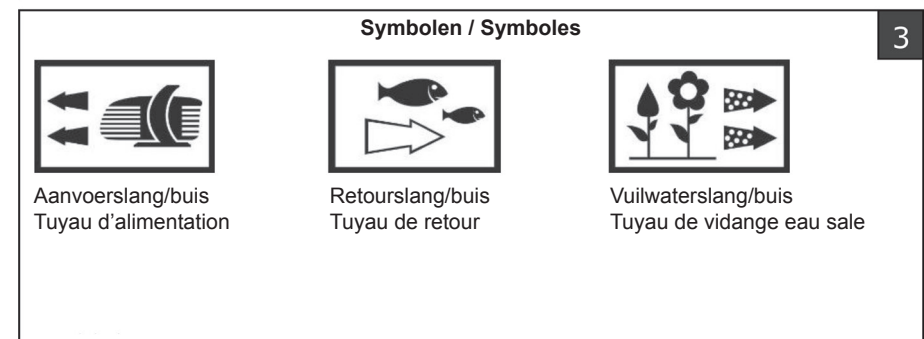 Symbolen / Symboles
3
Aanvoerslang/buis
Tuyau d'alimentation
Retourslang/buis
Tuyau de retour
Vuilwaterslang/buis
Tuyau de vidange eau sale